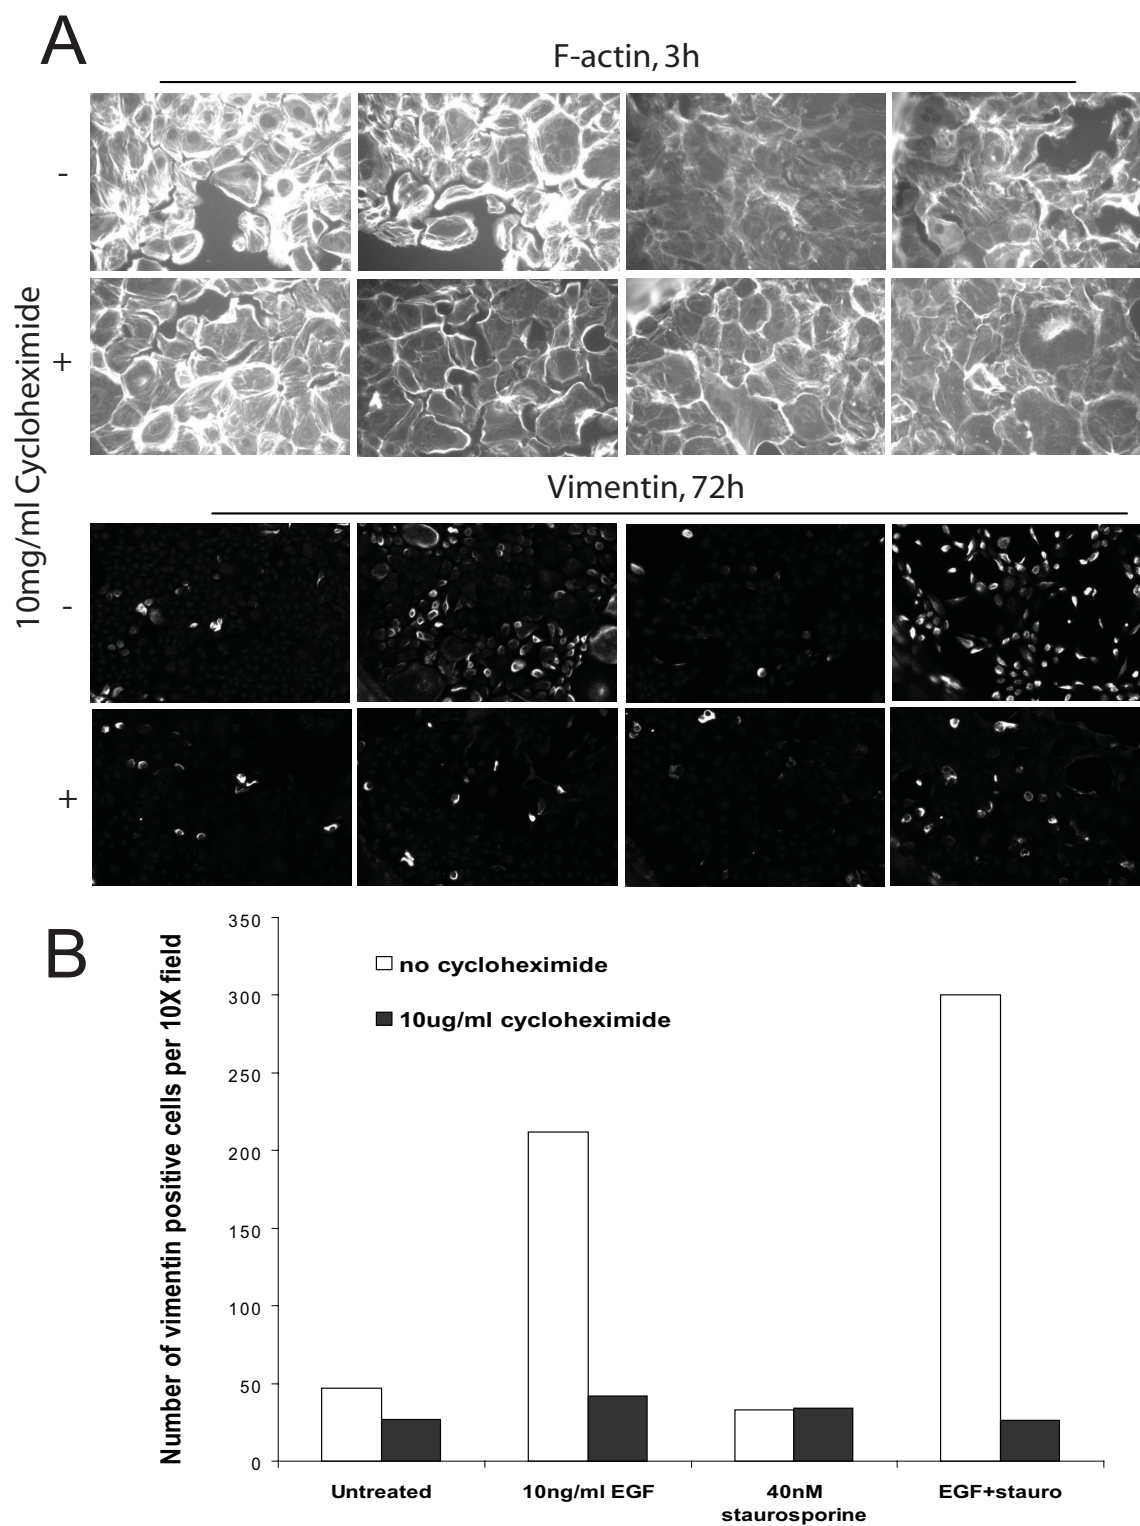 A
F-actin, 3h
-
10mg/ml Cycloheximide
+
Vimentin, 72h
-
+
B
Number of vimentin positive cells per 10X field
350
300
250
200
150
100
50
0
no cycloheximide
10ug/ml cycloheximide
Untreated
10ng/ml EGF
40nM
staurosporine
EGF+stauro